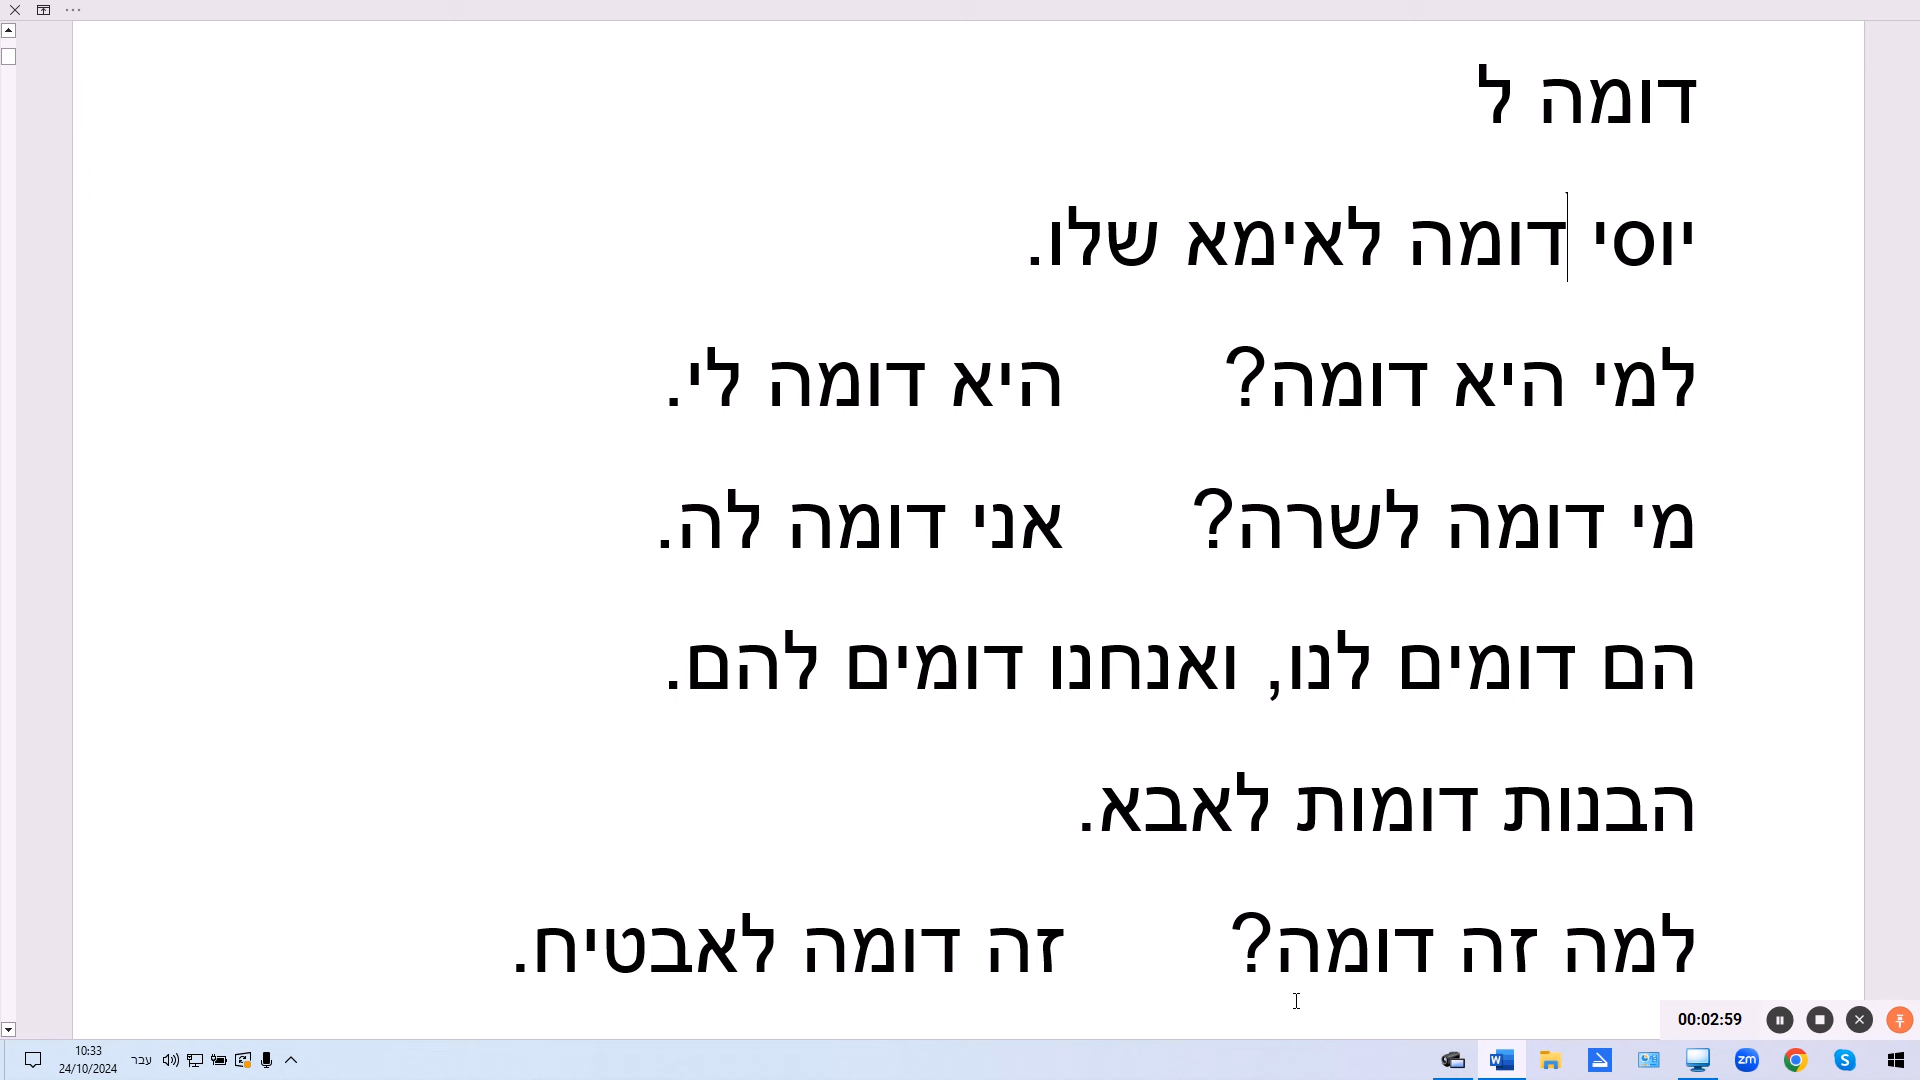 דומה ל
יוסי דומה לאימא שלו.
למי היא דומה? היא דומה לי.
מי דומה לשרה? אני דומה לה.
הם דומים לנו, ואנחנו דומים להם.
הבנות דומות לאבא.
למה זה דומה? זה דומה לאבטיח.
00:02:59
10:33
24/10/2024
עבר
zm